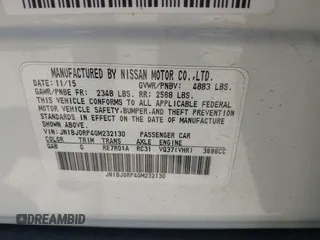 MANUFACTURED BY NISSAN MOTOR CO.,LTD.
DATE: 11/15 GVWR/PNBV: 4883 LBS.
GAWR/PNBE FR: 2348 LBS. RR: 2568 LBS.
THIS VEHICLE CONFORMS TO ALL APPLICABLE FEDERAL
MOTOR VEHICLE SAFETY, BUMPER, AND THEFT
PREVENTION STANDARDS IN EFFECT ON THE DATE OF
MANUFACTURE SHOWN ABOVE.
VIN: JN1BJ0RP4GM232130 PASSENGER CAR
COLOR TRIM TRANS AXLE ENGINE
QAB G RE7R01A RC31 VQ37(VHR) 3696CC
JN1BJ0RP4GM232130
DREAMBID